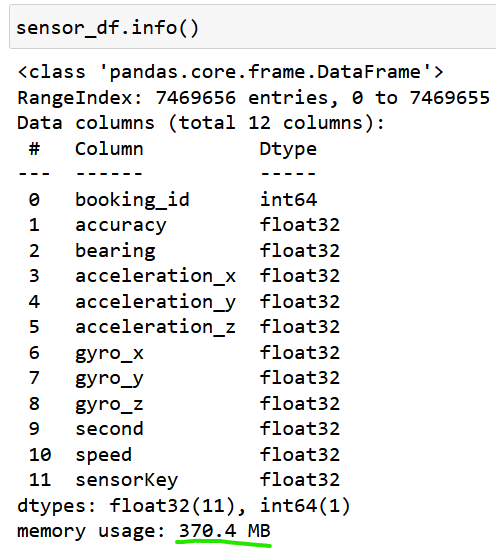 sensor_df.info()
<class 'pandas.core.frame.DataFrame'>
RangeIndex: 7469656 entries, 0 to 7469655
Data columns (total 12 columns):
 #   Column          Dtype
---  ------          -----
 0   booking_id      int64
 1   accuracy        float32
 2   bearing         float32
 3   acceleration_x  float32
 4   acceleration_y  float32
 5   acceleration_z  float32
 6   gyro_x          float32
 7   gyro_y          float32
 8   gyro_z          float32
 9   second          float32
 10  speed           float32
 11  sensorKey       float32
dtypes: float32(11), int64(1)
memory usage: 370.4 MB